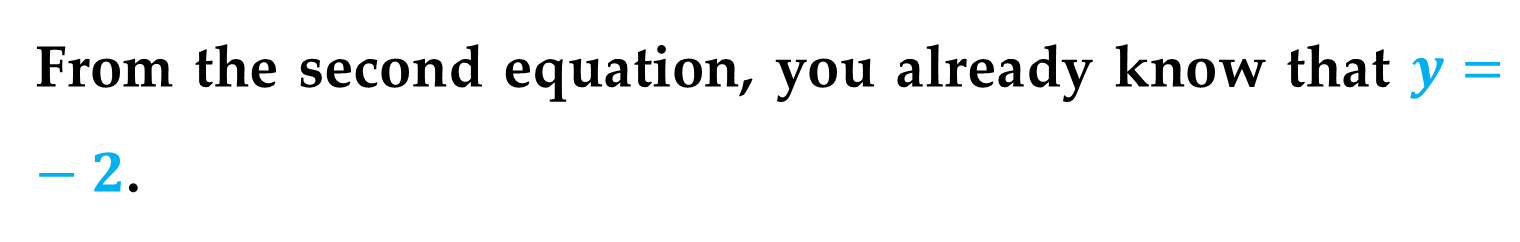 From the second equation, you already know that y =
− 2.